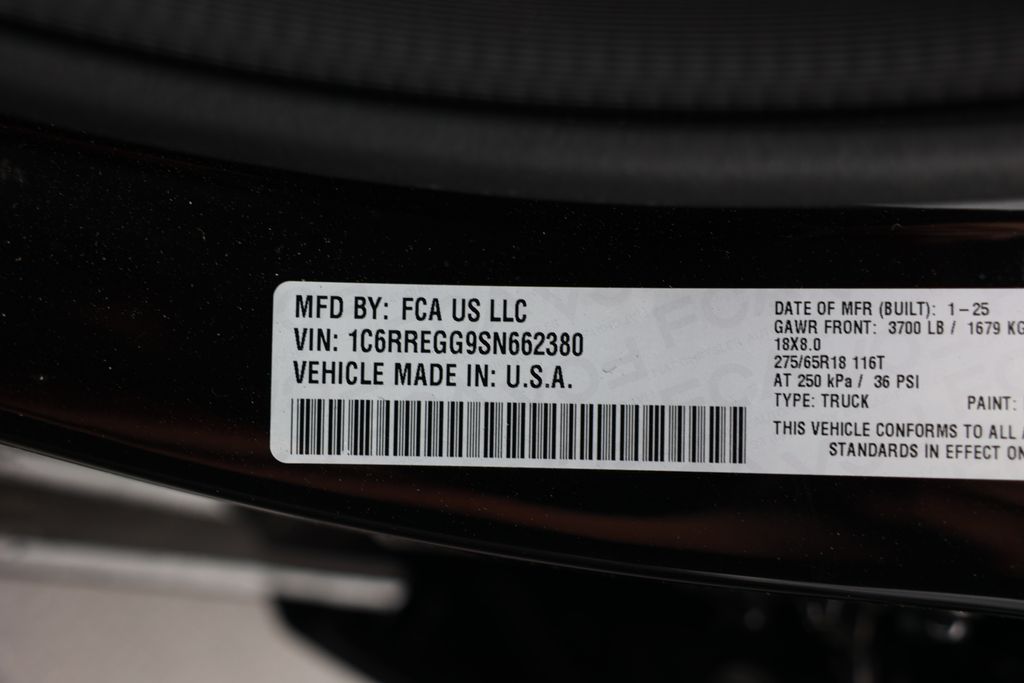 MFD BY: FCA US LLC
VIN: 1C6RREGG9SN662380
VEHICLE MADE IN: U.S.A.
DATE OF MFR (BUILT): 1-25
GAWR FRONT: 3700 LB / 1679 KG
18X8.0
275/65R18 116T
AT 250 kPa / 36 PSI
TYPE: TRUCK PAINT:
THIS VEHICLE CONFORMS TO ALL
STANDARDS IN EFFECT ON